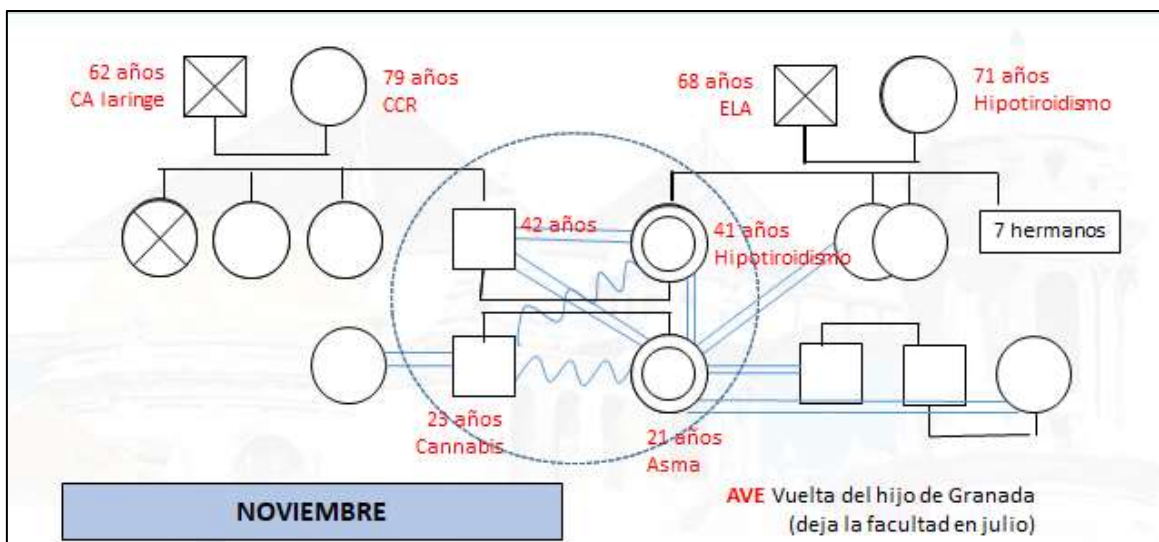 62 años
CA laringe
79 años
CCR
68 años
ELA
71 años
Hipotiroidismo
42 años
41 años
Hipotiroidismo
7 hermanos
23 años
Cannabis
21 años
Asma
NOVIEMBRE
AVE Vuelta del hijo de Granada
(deja la facultad en julio)